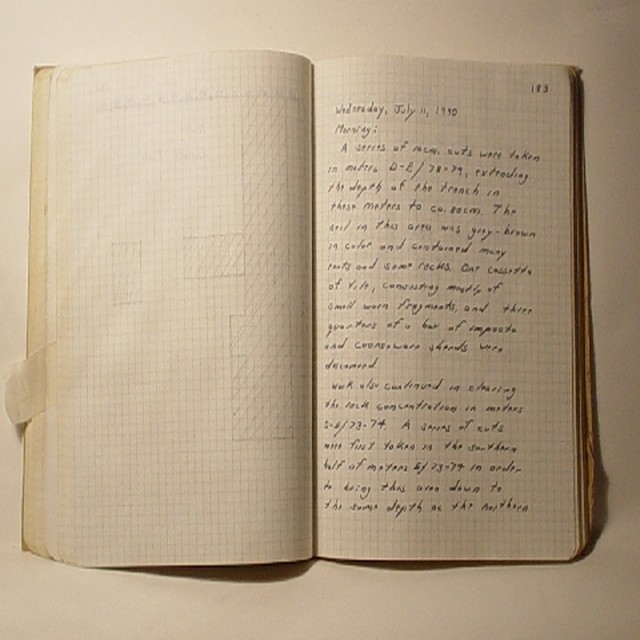 183
Wednesday, July 11, 1990
Morning:
A series of 10cm. cuts were taken
in meters D-E/78-79, extending
the depth of the trench in
these meters to ca. 80cm. The
soil in this area was grey-brown
in color and contained many
roots and some rocks. One cassetta
of tile, consisting mostly of
small worn fragments, and three
quarters of a bar of impasto
and coarseware sherds were
discarded
Work also continued in clearing
the rock concentration in meters
D-E/73-74. A series of cuts
were first taken in the southern
half of meters E/73-74 in order
to bring this area down to
the same depth as the northern